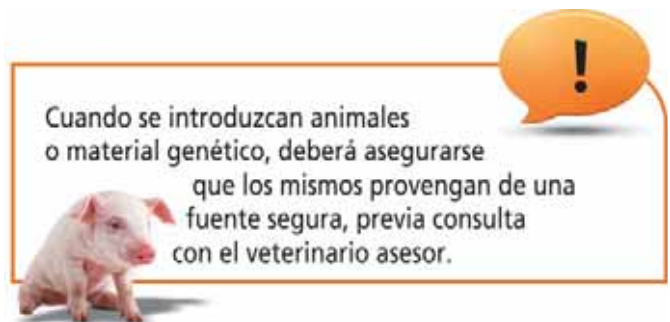 !
Cuando se introduzcan animales
o material genético, deberá asegurarse
que los mismos provengan de una
fuente segura, previa consulta
con el veterinario asesor.